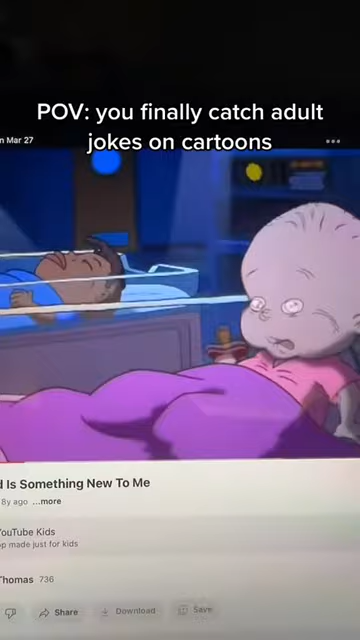 POV: you finally catch adult
jokes on cartoons
n Mar 27
d Is Something New To Me
8y ago ...more
YouTube Kids
op made just for kids
Thomas 736
Share
Download
Save